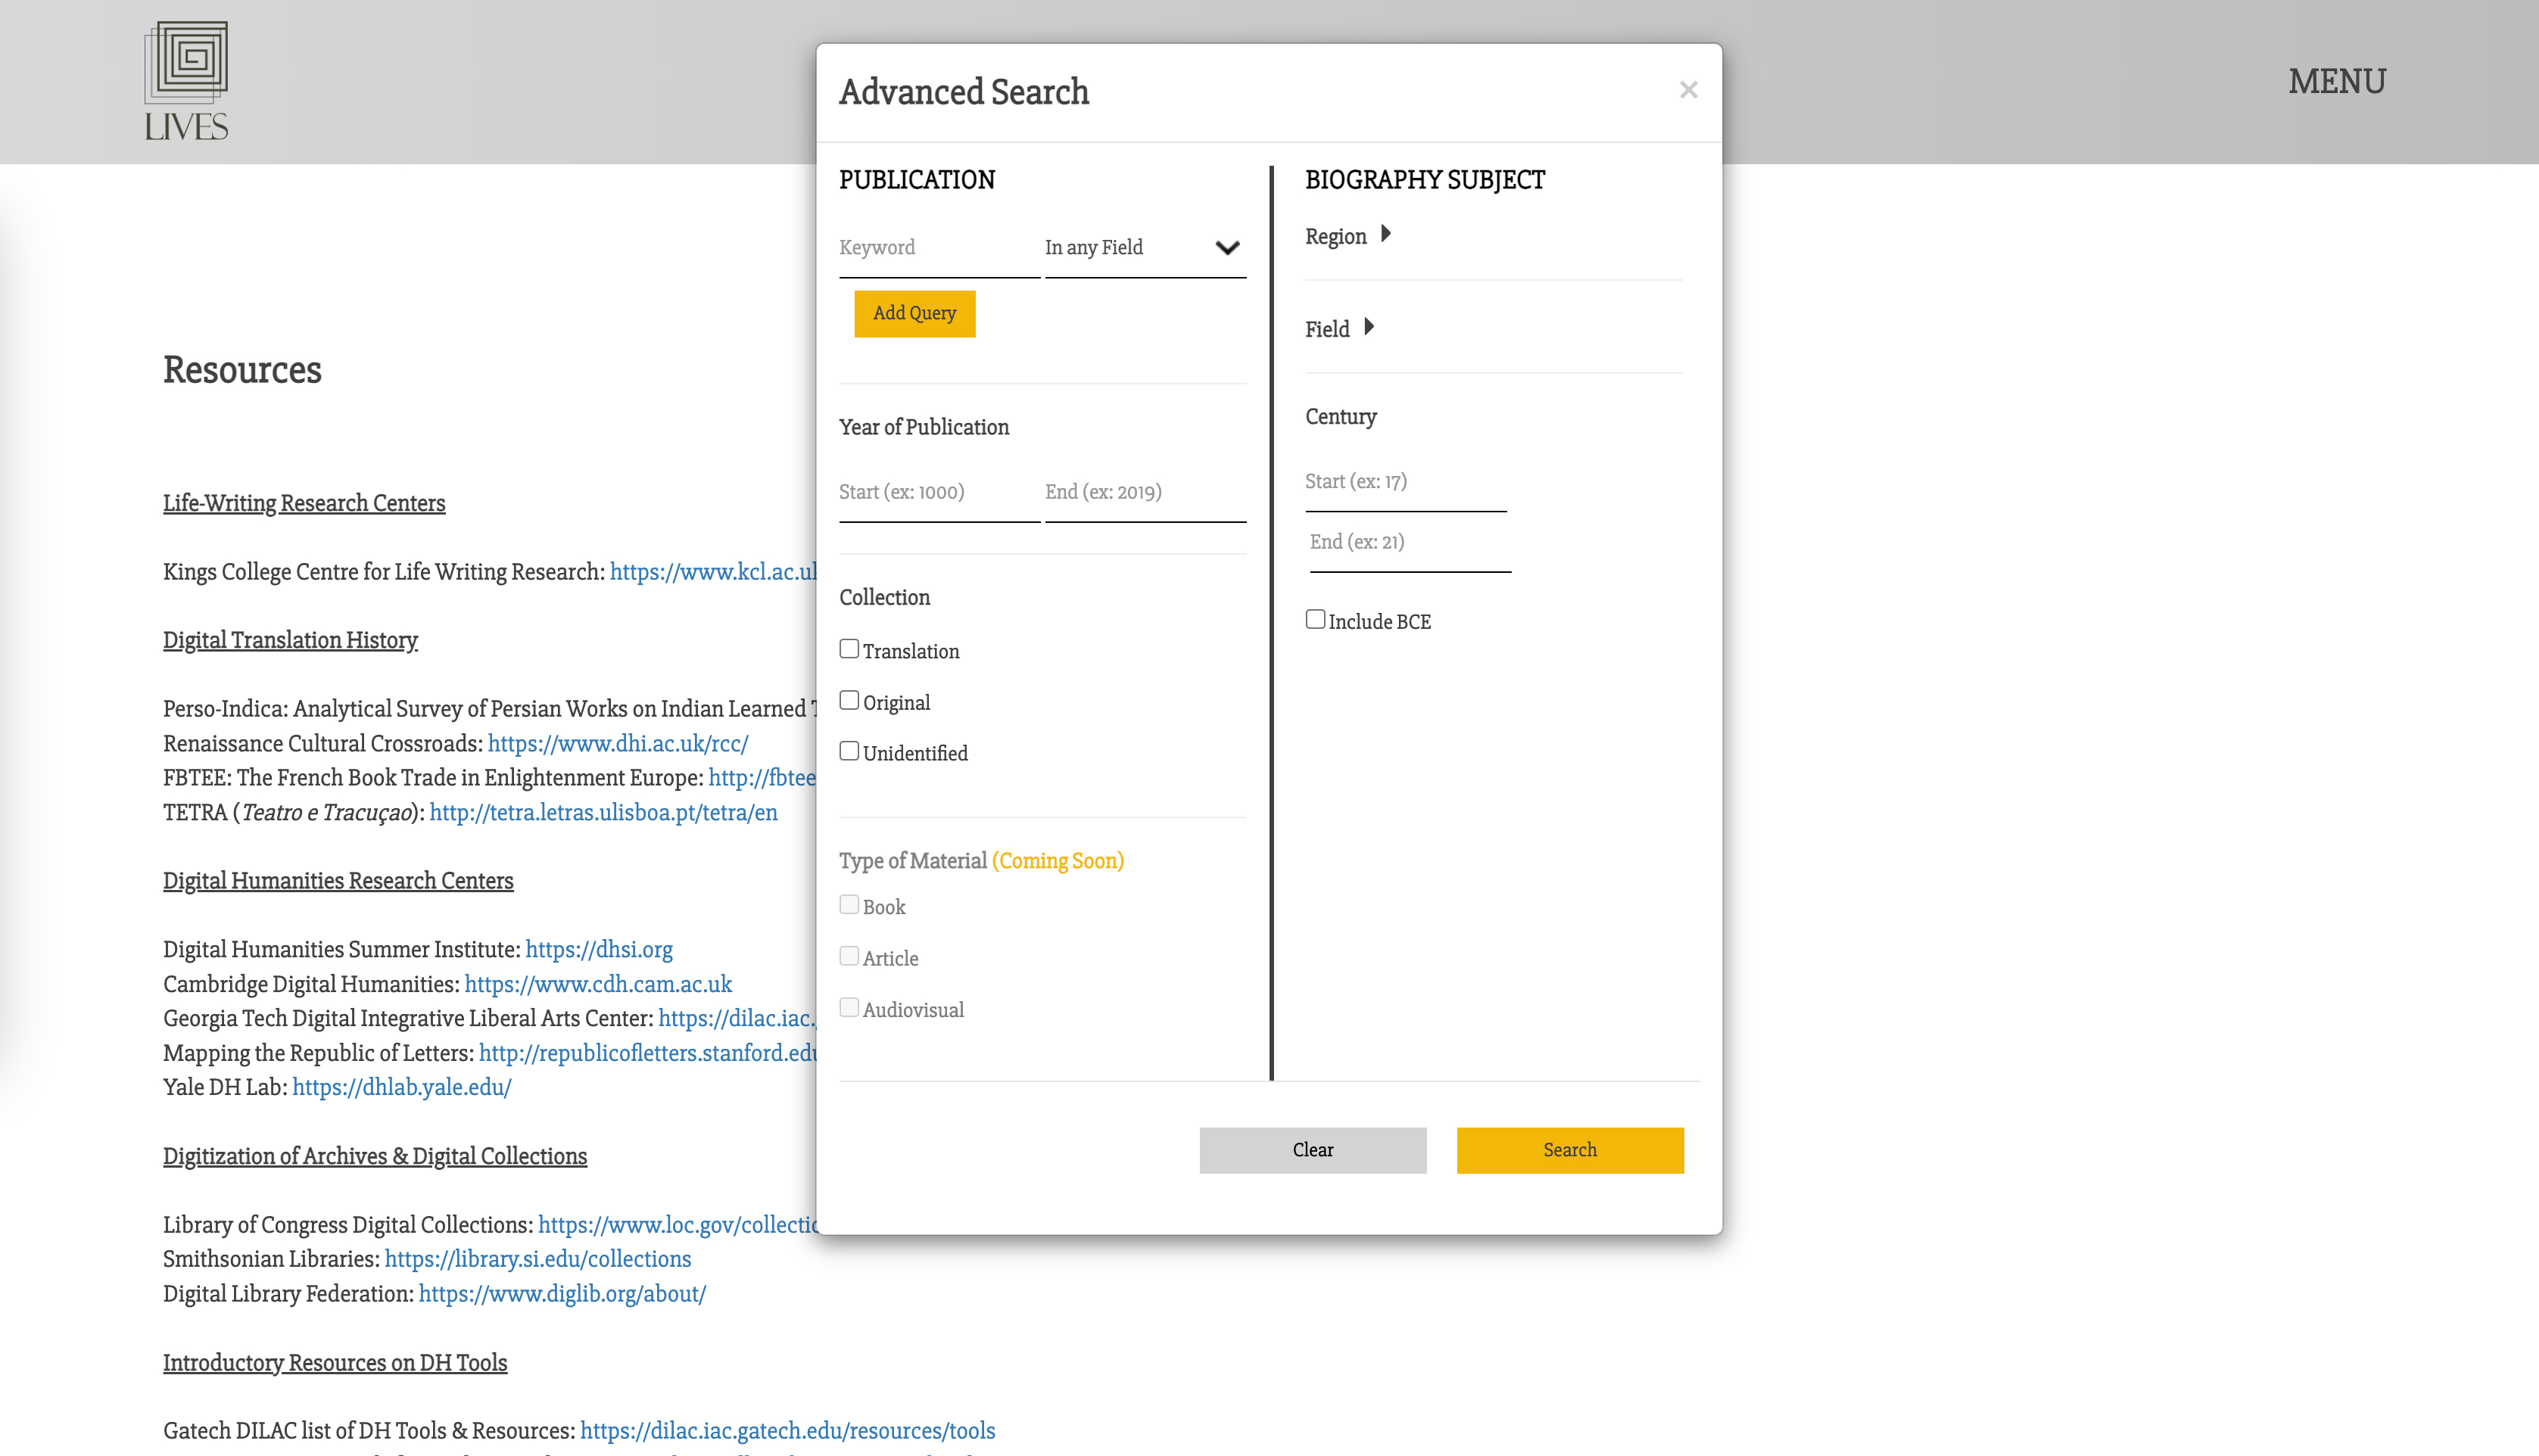 LIVES
MENU
Resources
Life-Writing Research Centers
Kings College Centre for Life Writing Research: https://www.kcl.ac.uk
Digital Translation History
Perso-Indica: Analytical Survey of Persian Works on Indian Learned
Renaissance Cultural Crossroads: https://www.dhi.ac.uk/rcc/
FBTEE: The French Book Trade in Enlightenment Europe: http://fbtee
TETRA (Teatro e Tracuçao): http://tetra.letras.ulisboa.pt/tetra/en
Digital Humanities Research Centers
Digital Humanities Summer Institute: https://dhsi.org
Cambridge Digital Humanities: https://www.cdh.cam.ac.uk
Georgia Tech Digital Integrative Liberal Arts Center: https://dilac.iac.
Mapping the Republic of Letters: http://republicofletters.stanford.edu
Yale DH Lab: https://dhlab.yale.edu/
Digitization of Archives & Digital Collections
Library of Congress Digital Collections: https://www.loc.gov/collectio
Smithsonian Libraries: https://library.si.edu/collections
Digital Library Federation: https://www.diglib.org/about/
Introductory Resources on DH Tools
Gatech DILAC list of DH Tools & Resources: https://dilac.iac.gatech.edu/resources/tools
Advanced Search
×
PUBLICATION
Keyword In any Field
Add Query
Year of Publication
Start (ex: 1000) End (ex: 2019)
Collection
Translation
Original
Unidentified
Type of Material (Coming Soon)
Book
Article
Audiovisual
BIOGRAPHY SUBJECT
Region
Field
Century
Start (ex: 17)
End (ex: 21)
Include BCE
Clear Search